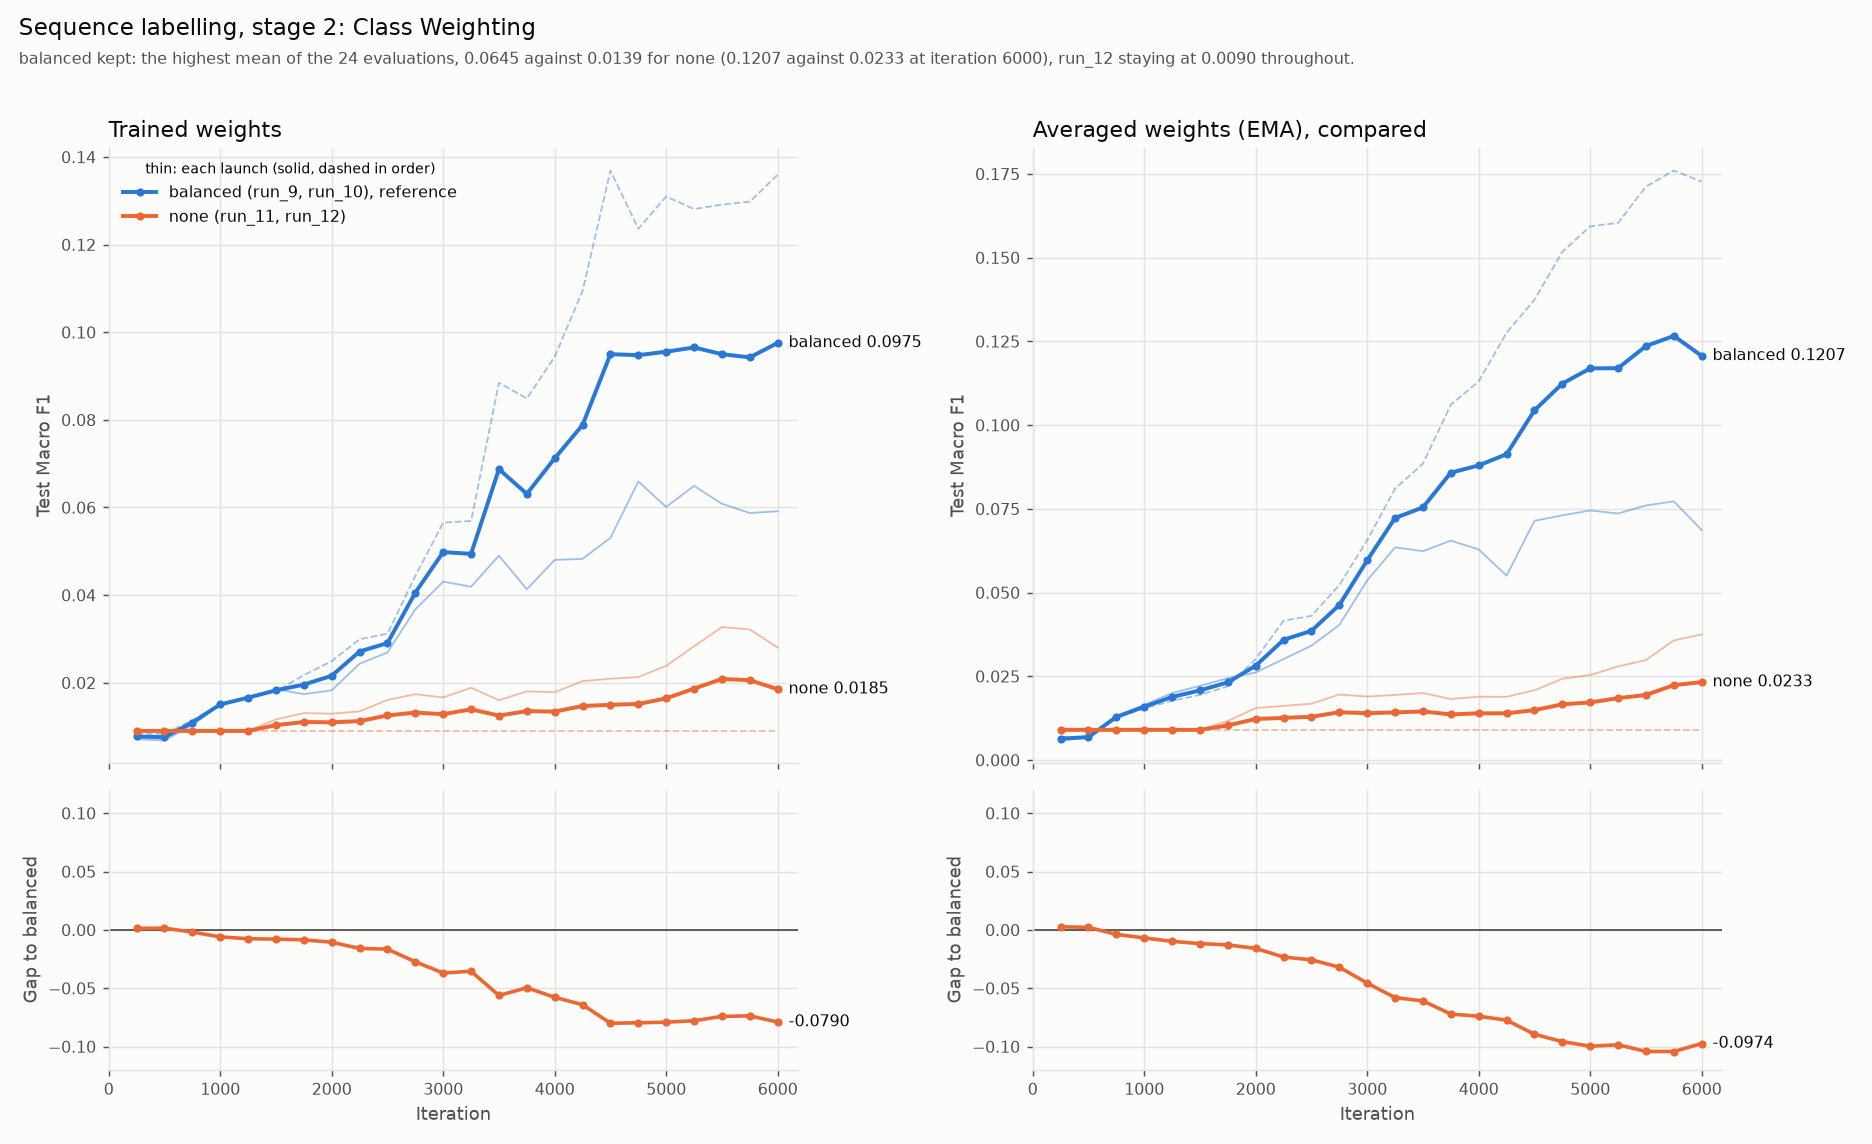 Sequence labelling, stage 2: Class Weighting
balanced kept: the highest mean of the 24 evaluations, 0.0645 against 0.0139 for none (0.1207 against 0.0233 at iteration 6000), run_12 staying at 0.0090 throughout.
Trained weights
thin: each launch (solid, dashed in order)
balanced (run_9, run_10), reference
none (run_11, run_12)
Test Macro F1
0.14
0.12
0.10
0.08
0.06
0.04
0.02
balanced 0.0975
none 0.0185
Averaged weights (EMA), compared
Test Macro F1
0.175
0.150
0.125
0.100
0.075
0.050
0.025
0.000
balanced 0.1207
none 0.0233
Gap to balanced
0.10
0.05
0.00
−0.05
−0.10
-0.0790
0 1000 2000 3000 4000 5000 6000
Iteration
Gap to balanced
0.10
0.05
0.00
−0.05
−0.10
-0.0974
0 1000 2000 3000 4000 5000 6000
Iteration